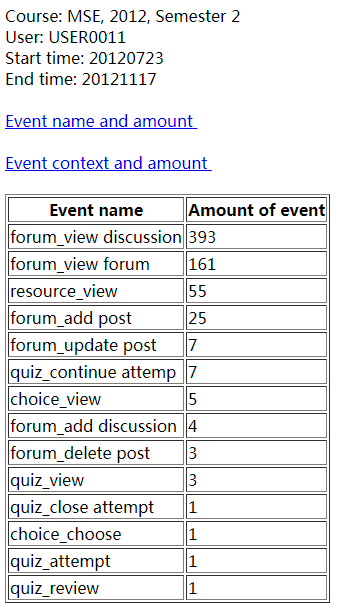 Course: MSE, 2012, Semester 2
User: USER0011
Start time: 20120723
End time: 20121117
Event name and amount
Event context and amount
Event name Amount of event
forum_view discussion 393
forum_view forum 161
resource_view 55
forum_add post 25
forum_update post 7
quiz_continue attemp 7
choice_view 5
forum_add discussion 4
forum_delete post 3
quiz_view 3
quiz_close attempt 1
choice_choose 1
quiz_attempt 1
quiz_review 1